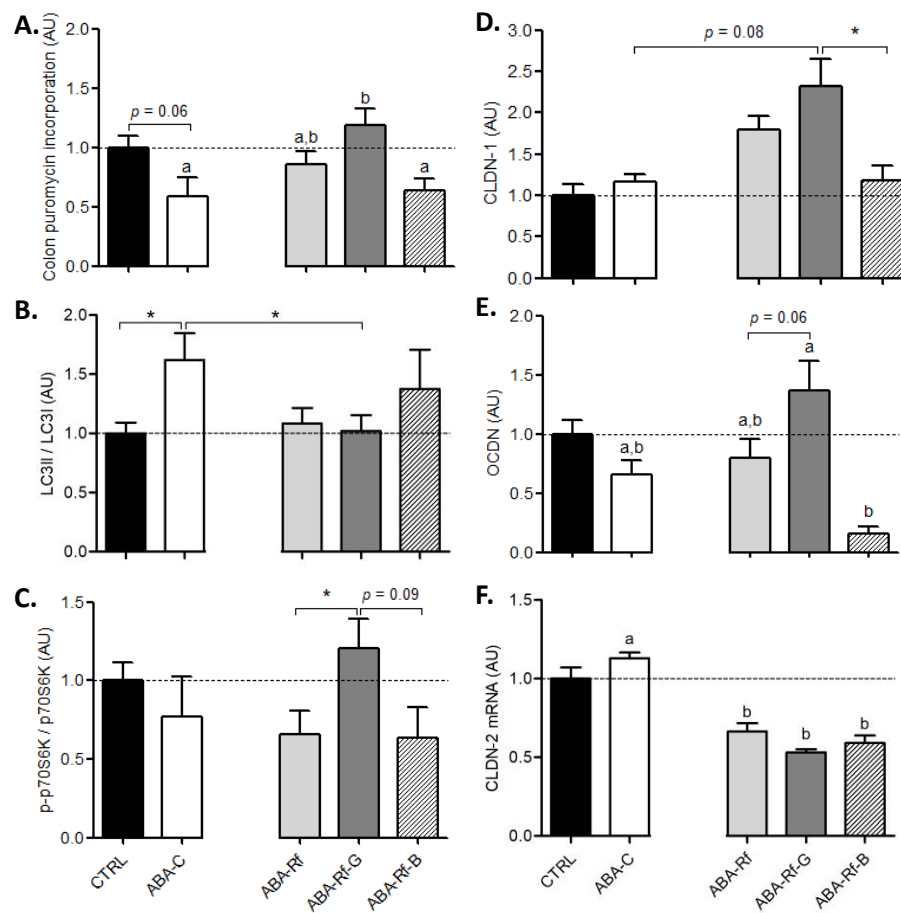 A.
Colon puromycin incorporation (AU)
2.0
1.5
1.0
0.5
0.0
p = 0.06
a
a,b
b
a
B.
LC3II / LC3I (AU)
2.0
1.5
1.0
0.5
0.0
*
*
C.
p-p70S6K / p70S6K (AU)
1.5
1.0
0.5
0.0
*
p = 0.09
CTRL
ABA-C
ABA-Rf
ABA-Rf-G
ABA-Rf-B
D.
CLDN-1 (AU)
3.0
2.5
2.0
1.5
1.0
0.5
0.0
p = 0.08
*
E.
OCDN (AU)
2.0
1.5
1.0
0.5
0.0
p = 0.06
a,b
a,b
a
b
F.
CLDN-2 mRNA (AU)
1.5
1.0
0.5
0.0
a
b
b
b
CTRL
ABA-C
ABA-Rf
ABA-Rf-G
ABA-Rf-B